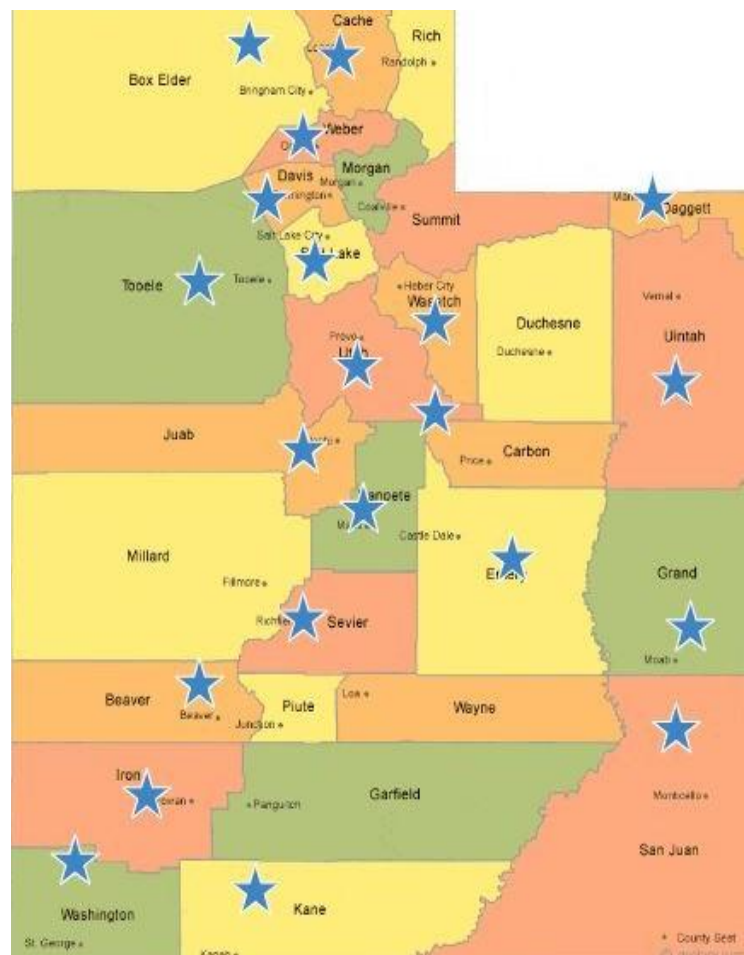 Cache
Rich
Randolph
Box Elder
Bringham City
Weber
Morgan
Davis
Morgan
Coalville
Summit
Daggett
Salt Lake City
Lake
Tooele
Tooele
Heber City
Vernal
Duchesne
Uintah
Provo
Duchesne
Juab
Carbon
Price
Castle Dale
Millard
Grand
Fillmore
Sevier
Moab
Beaver
Beaver
Piute
Loa
Wayne
Junction
Iron
Garfield
Panguitch
Monticello
San Juan
Washington
Kane
St. George
County Seat